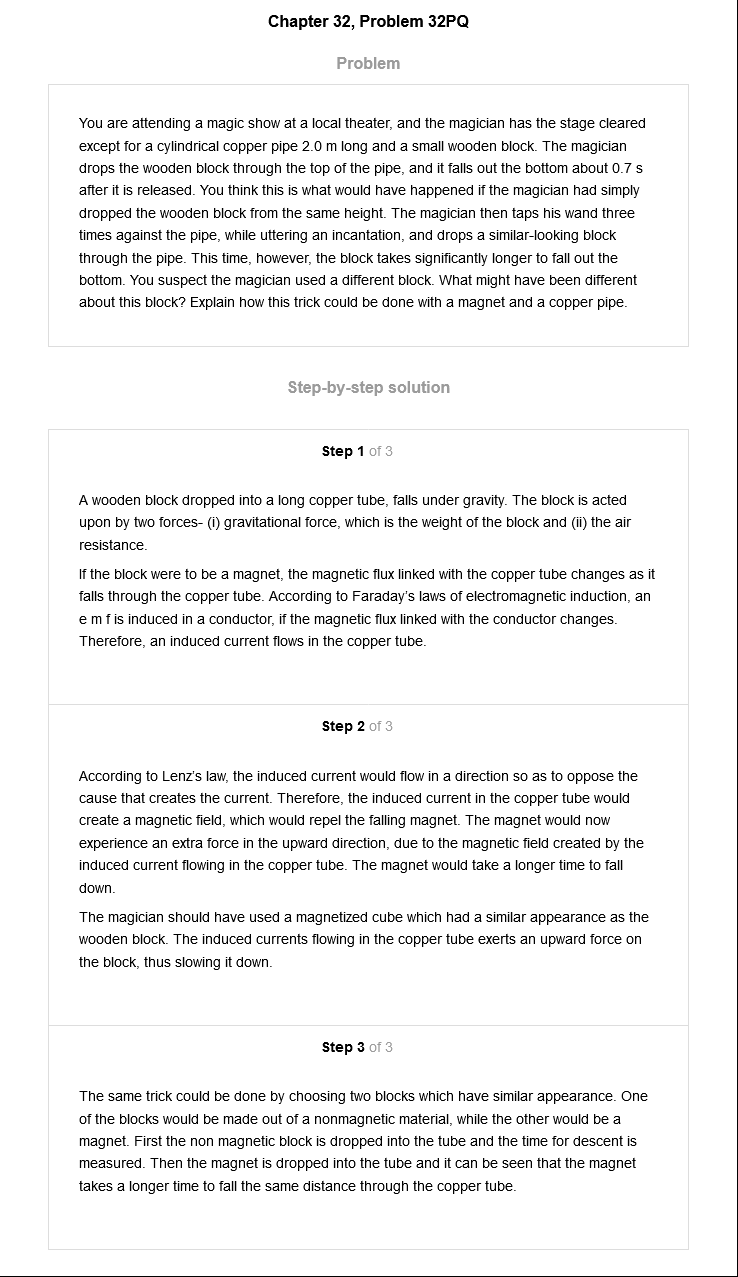 Chapter 32, Problem 32PQ
Problem
You are attending a magic show at a local theater, and the magician has the stage cleared
except for a cylindrical copper pipe 2.0 m long and a small wooden block. The magician
drops the wooden block through the top of the pipe, and it falls out the bottom about 0.7 s
after it is released. You think this is what would have happened if the magician had simply
dropped the wooden block from the same height. The magician then taps his wand three
times against the pipe, while uttering an incantation, and drops a similar-looking block
through the pipe. This time, however, the block takes significantly longer to fall out the
bottom. You suspect the magician used a different block. What might have been different
about this block? Explain how this trick could be done with a magnet and a copper pipe.
Step-by-step solution
Step 1 of 3
A wooden block dropped into a long copper tube, falls under gravity. The block is acted
upon by two forces- (i) gravitational force, which is the weight of the block and (ii) the air
resistance.
If the block were to be a magnet, the magnetic flux linked with the copper tube changes as it
falls through the copper tube. According to Faraday's laws of electromagnetic induction, an
e m f is induced in a conductor, if the magnetic flux linked with the conductor changes.
Therefore, an induced current flows in the copper tube.
Step 2 of 3
According to Lenz's law, the induced current would flow in a direction so as to oppose the
cause that creates the current. Therefore, the induced current in the copper tube would
create a magnetic field, which would repel the falling magnet. The magnet would now
experience an extra force in the upward direction, due to the magnetic field created by the
induced current flowing in the copper tube. The magnet would take a longer time to fall
down.
The magician should have used a magnetized cube which had a similar appearance as the
wooden block. The induced currents flowing in the copper tube exerts an upward force on
the block, thus slowing it down.
Step 3 of 3
The same trick could be done by choosing two blocks which have similar appearance. One
of the blocks would be made out of a nonmagnetic material, while the other would be a
magnet. First the non magnetic block is dropped into the tube and the time for descent is
measured. Then the magnet is dropped into the tube and it can be seen that the magnet
takes a longer time to fall the same distance through the copper tube.